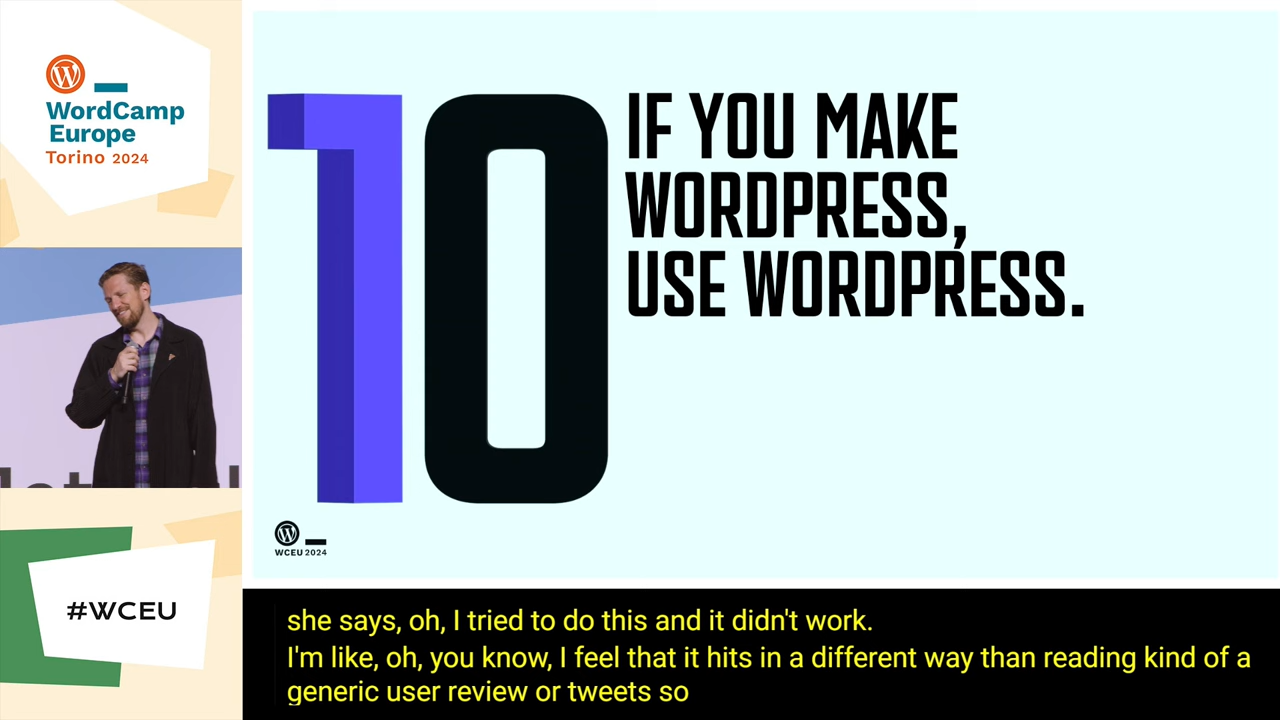 WordCamp
Europe
Torino 2024
#WCEU
10
IF YOU MAKE
WORDPRESS,
USE WORDPRESS.
WCEU 2024
she says, oh, I tried to do this and it didn't work.
I'm like, oh, you know, I feel that it hits in a different way than reading kind of a
generic user review or tweets so